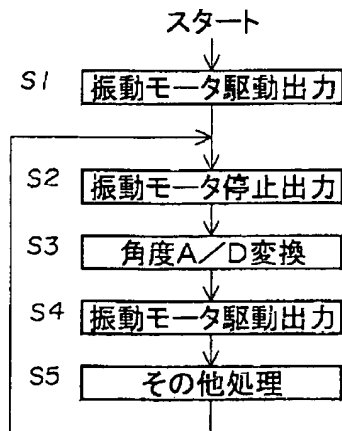 スタート
S1 振動モータ駆動出力
S2 振動モータ停止出力
S3 角度A/D変換
S4 振動モータ駆動出力
S5 その他処理